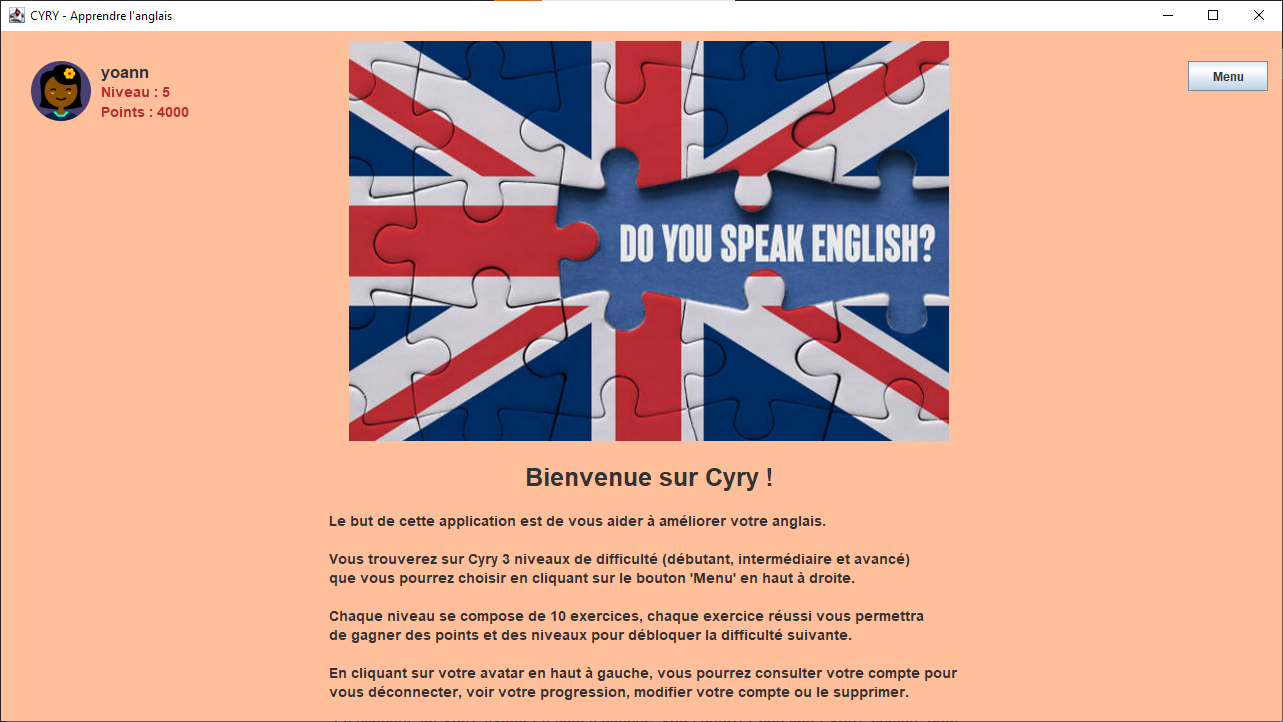 CYRY - Apprendre l'anglais
yoann
Niveau : 5
Points : 4000
Menu
DO YOU SPEAK ENGLISH?
Bienvenue sur Cyry !
Le but de cette application est de vous aider à améliorer votre anglais.
Vous trouverez sur Cyry 3 niveaux de difficulté (débutant, intermédiaire et avancé)
que vous pourrez choisir en cliquant sur le bouton 'Menu' en haut à droite.
Chaque niveau se compose de 10 exercices, chaque exercice réussi vous permettra
de gagner des points et des niveaux pour débloquer la difficulté suivante.
En cliquant sur votre avatar en haut à gauche, vous pourrez consulter votre compte pour
vous déconnecter, voir votre progression, modifier votre compte ou le supprimer.